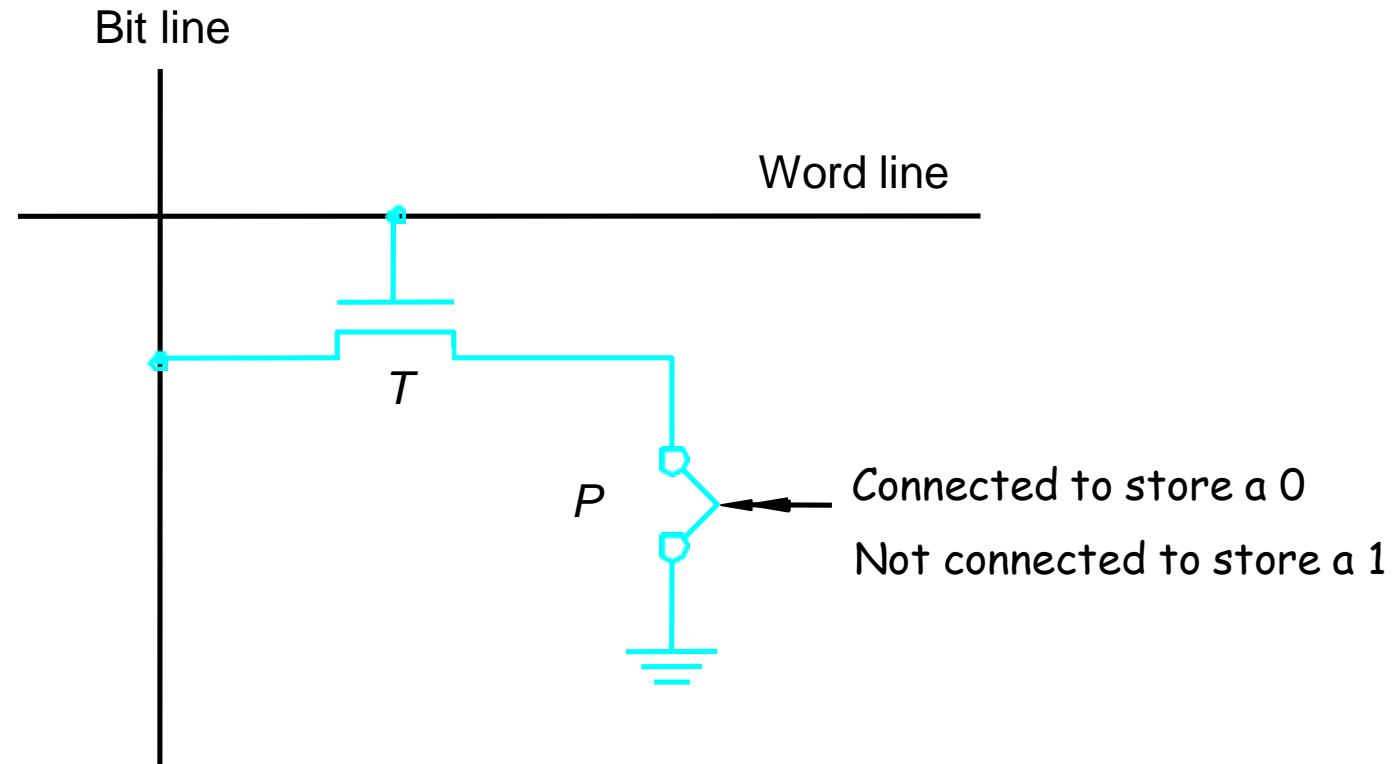 Bit line
Word line
T
P
Connected to store a 0
Not connected to store a 1